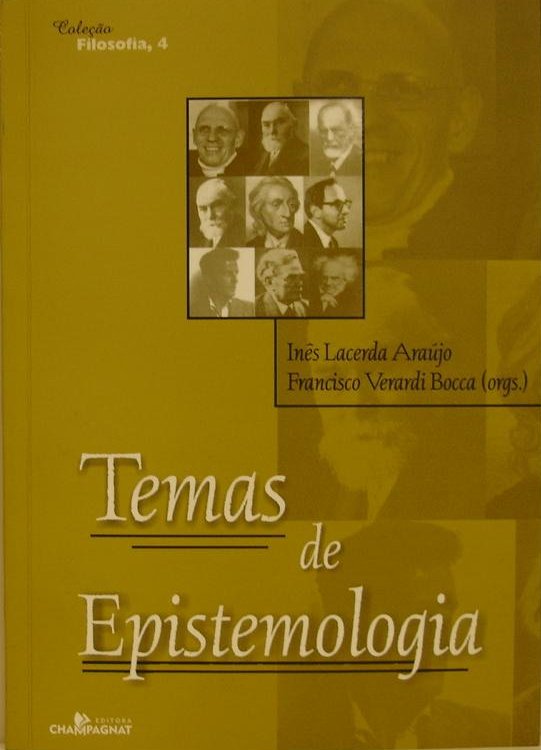 Coleção
Filosofia, 4
Inês Lacerda Araújo
Francisco Verardi Bocca (orgs.)
Temas
de
Epistemologia
EDITORA
CHAMPAGNAT